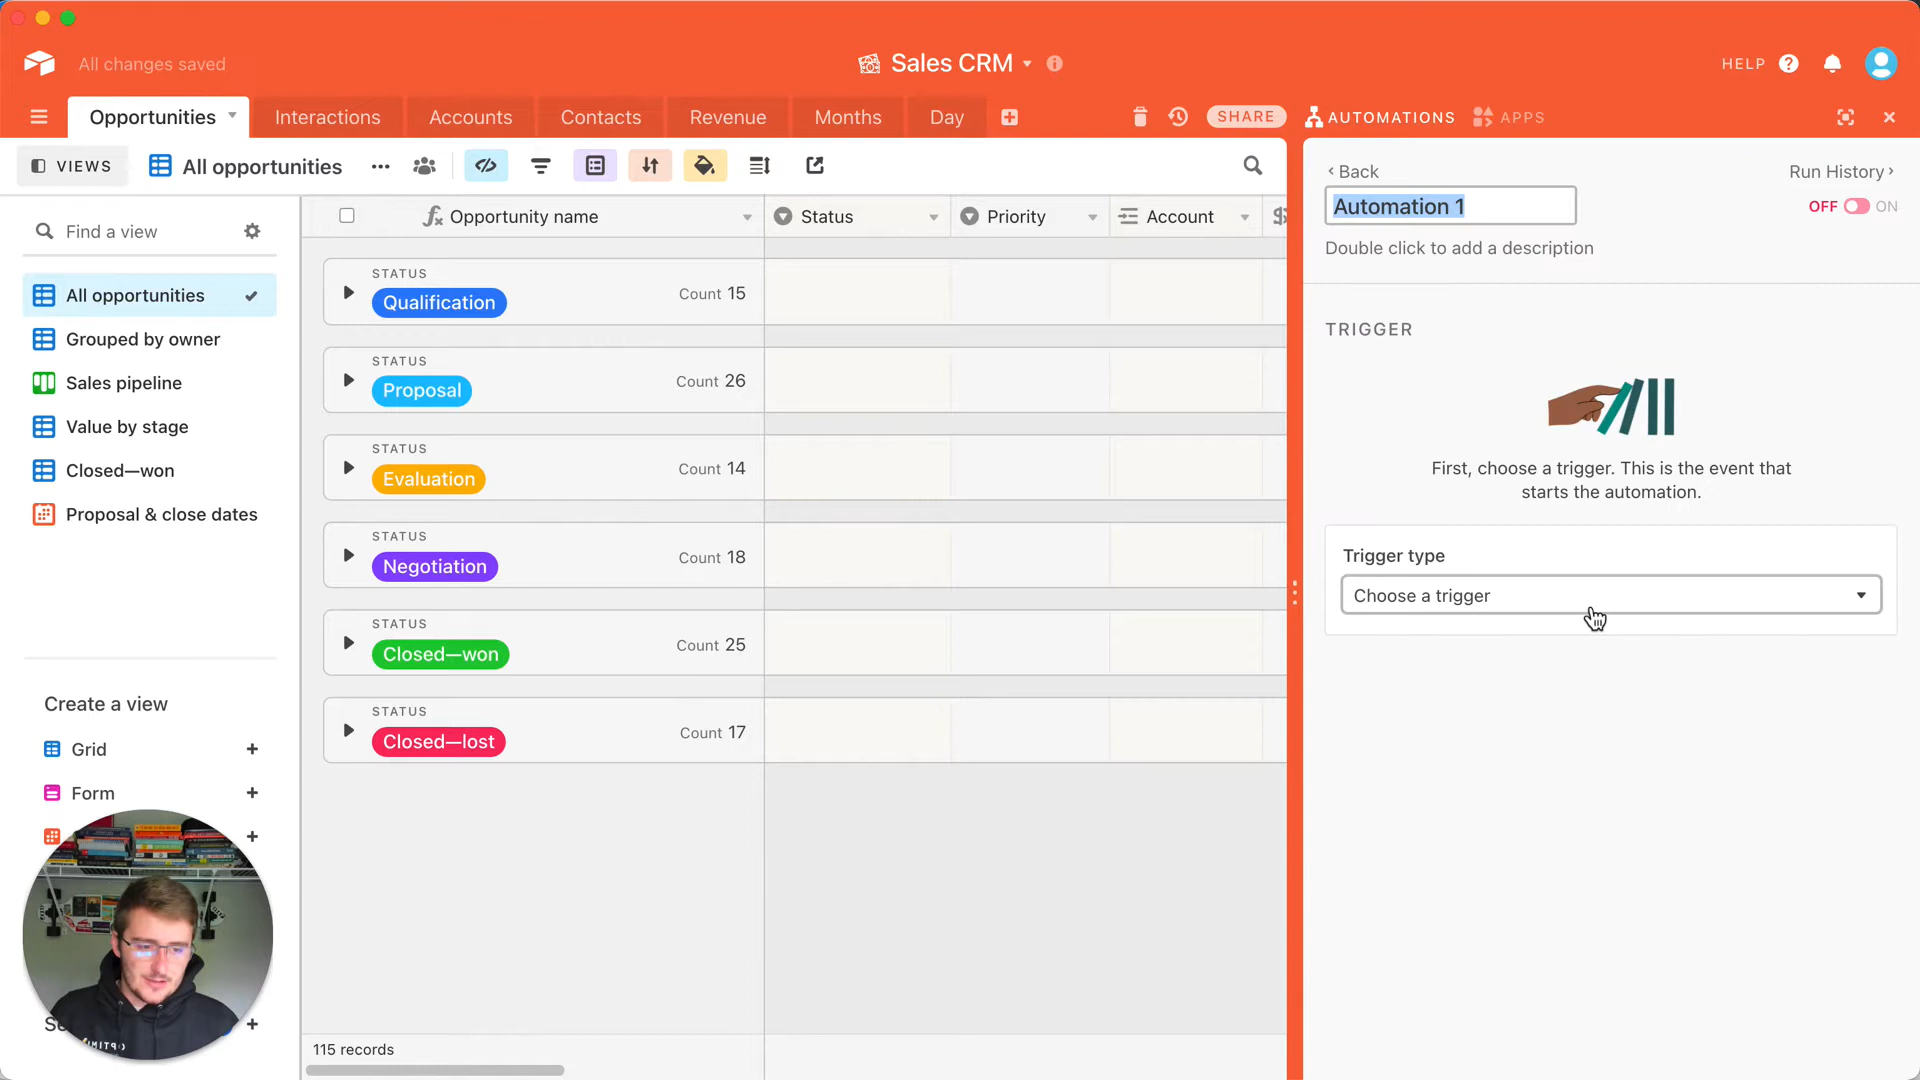 All changes saved
Sales CRM
HELP
Opportunities
Interactions
Accounts
Contacts
Revenue
Months
Day
SHARE
AUTOMATIONS
APPS
VIEWS
All opportunities
Find a view
All opportunities
Grouped by owner
Sales pipeline
Value by stage
Closed—won
Proposal & close dates
Create a view
Grid
Form
Opportunity name
Status
Priority
Account
STATUS
Qualification
Count 15
STATUS
Proposal
Count 26
STATUS
Evaluation
Count 14
STATUS
Negotiation
Count 18
STATUS
Closed—won
Count 25
STATUS
Closed—lost
Count 17
115 records
Back
Run History
Automation 1
OFF
ON
Double click to add a description
TRIGGER
First, choose a trigger. This is the event that
starts the automation.
Trigger type
Choose a trigger